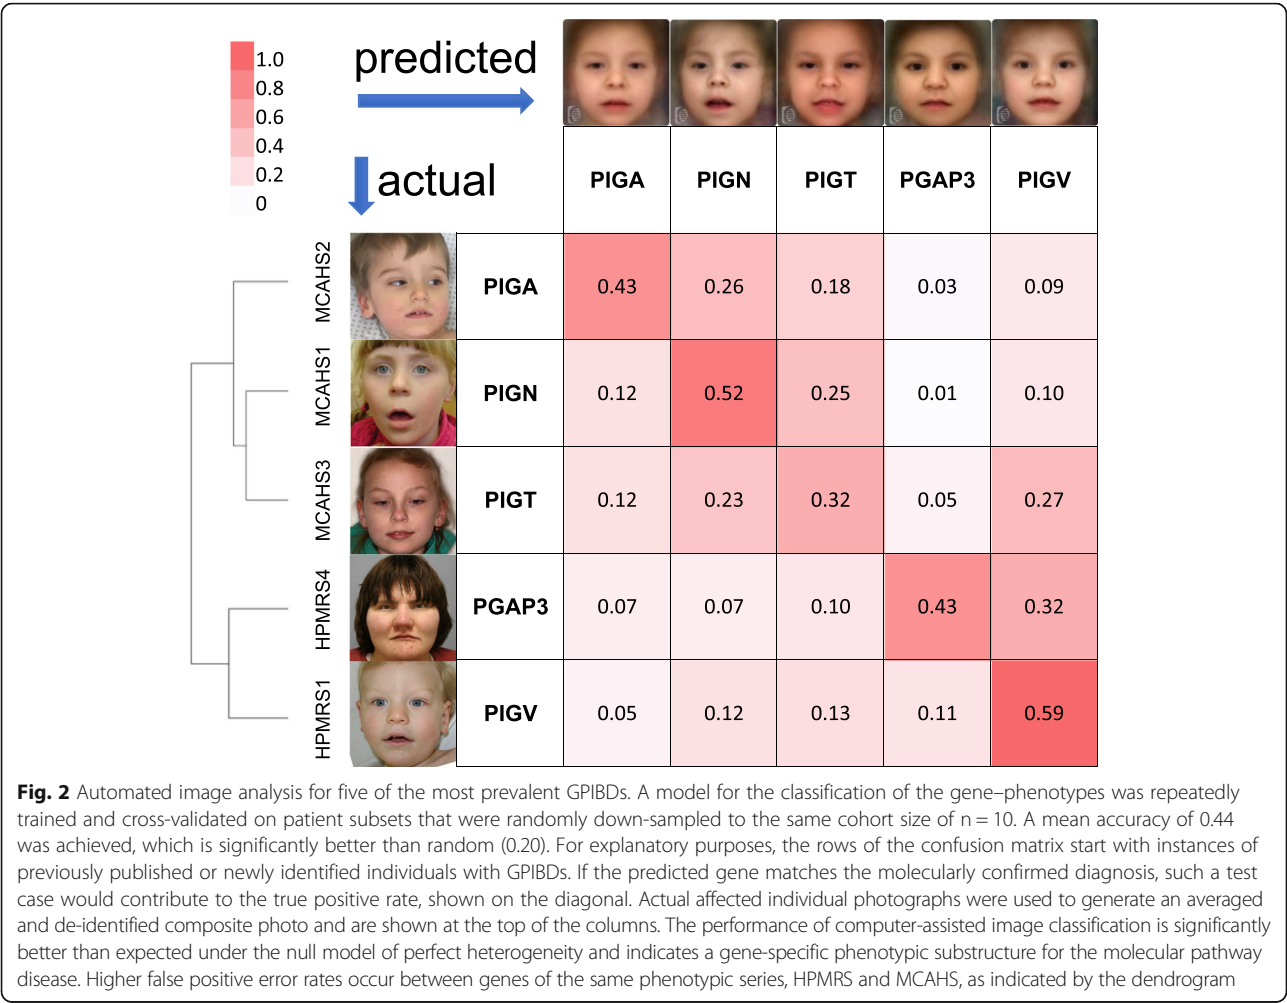 1.0
0.8
0.6
0.4
0.2
0
predicted
actual
PIGA PIGN PIGT PGAP3 PIGV
MCAHS2 PIGA 0.43 0.26 0.18 0.03 0.09
MCAHS1 PIGN 0.12 0.52 0.25 0.01 0.10
MCAHS3 PIGT 0.12 0.23 0.32 0.05 0.27
HPMRS4 PGAP3 0.07 0.07 0.10 0.43 0.32
HPMRS1 PIGV 0.05 0.12 0.13 0.11 0.59
Fig. 2 Automated image analysis for five of the most prevalent GPIBDs. A model for the classification of the gene–phenotypes was repeatedly
trained and cross-validated on patient subsets that were randomly down-sampled to the same cohort size of n = 10. A mean accuracy of 0.44
was achieved, which is significantly better than random (0.20). For explanatory purposes, the rows of the confusion matrix start with instances of
previously published or newly identified individuals with GPIBDs. If the predicted gene matches the molecularly confirmed diagnosis, such a test
case would contribute to the true positive rate, shown on the diagonal. Actual affected individual photographs were used to generate an averaged
and de-identified composite photo and are shown at the top of the columns. The performance of computer-assisted image classification is significantly
better than expected under the null model of perfect heterogeneity and indicates a gene-specific phenotypic substructure for the molecular pathway
disease. Higher false positive error rates occur between genes of the same phenotypic series, HPMRS and MCAHS, as indicated by the dendrogram